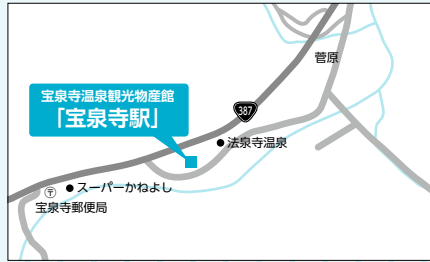 菅原
宝泉寺温泉観光物産館
「宝泉寺駅」
387
法泉寺温泉
スーパーかねよし
〒
宝泉寺郵便局